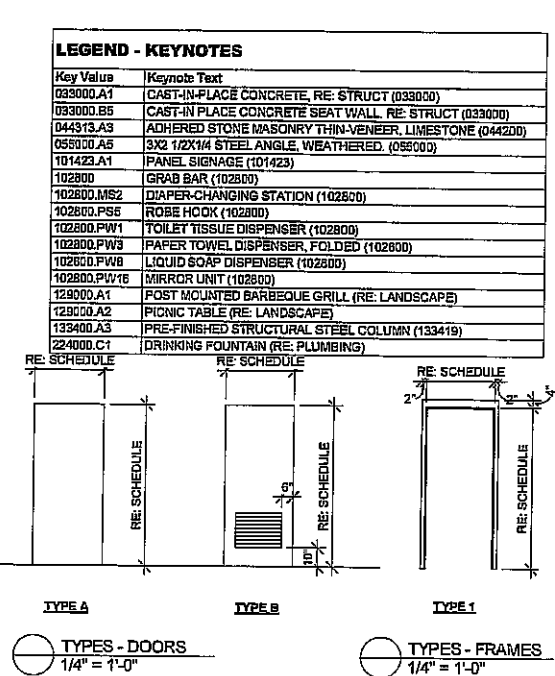 LEGEND - KEYNOTES
Key Value Keynote Text
033000.A1 CAST-IN-PLACE CONCRETE, RE: STRUCT (033000)
033000.B5 CAST-IN PLACE CONCRETE SEAT WALL. RE: STRUCT (033000)
044313.A3 ADHERED STONE MASONRY THIN-VENEER, LIMESTONE (044200)
055000.A5 3X2 1/2X1/4 STEEL ANGLE, WEATHERED. (055000)
101423.A1 PANEL SIGNAGE (101423)
102800 GRAB BAR (102800)
102800.MS2 DIAPER-CHANGING STATION (102800)
102800.PS5 ROBE HOOK (102800)
102800.PW1 TOILET TISSUE DISPENSER (102800)
102800.PW3 PAPER TOWEL DISPENSER, FOLDED (102800)
102800.PW8 LIQUID SOAP DISPENSER (102800)
102800.PW16 MIRROR UNIT (102800)
129000.A1 POST MOUNTED BARBEQUE GRILL (RE: LANDSCAPE)
129000.A2 PICNIC TABLE (RE: LANDSCAPE)
133400.A3 PRE-FINISHED STRUCTURAL STEEL COLUMN (133419)
224000.C1 DRINKING FOUNTAIN (RE: PLUMBING)
RE: SCHEDULE RE: SCHEDULE RE: SCHEDULE
2" 2" 4"
RE: SCHEDULE
6"
RE: SCHEDULE
10"
RE: SCHEDULE
TYPE A TYPE B TYPE 1
TYPES - DOORS
1/4" = 1'-0"
TYPES - FRAMES
1/4" = 1'-0"